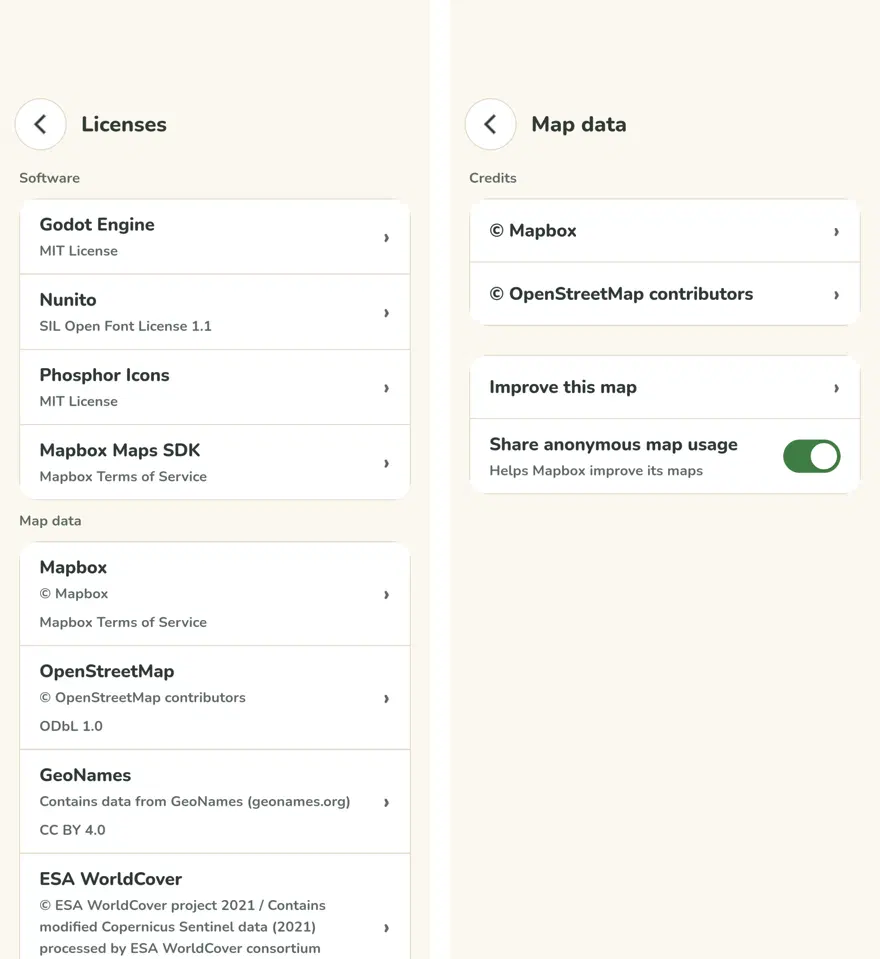 Licenses
Software
Godot Engine
MIT License
Nunito
SIL Open Font License 1.1
Phosphor Icons
MIT License
Mapbox Maps SDK
Mapbox Terms of Service
Map data
Mapbox
© Mapbox
Mapbox Terms of Service
OpenStreetMap
© OpenStreetMap contributors
ODbL 1.0
GeoNames
Contains data from GeoNames (geonames.org)
CC BY 4.0
ESA WorldCover
© ESA WorldCover project 2021 / Contains
modified Copernicus Sentinel data (2021)
processed by ESA WorldCover consortium
Map data
Credits
© Mapbox
© OpenStreetMap contributors
Improve this map
Share anonymous map usage
Helps Mapbox improve its maps